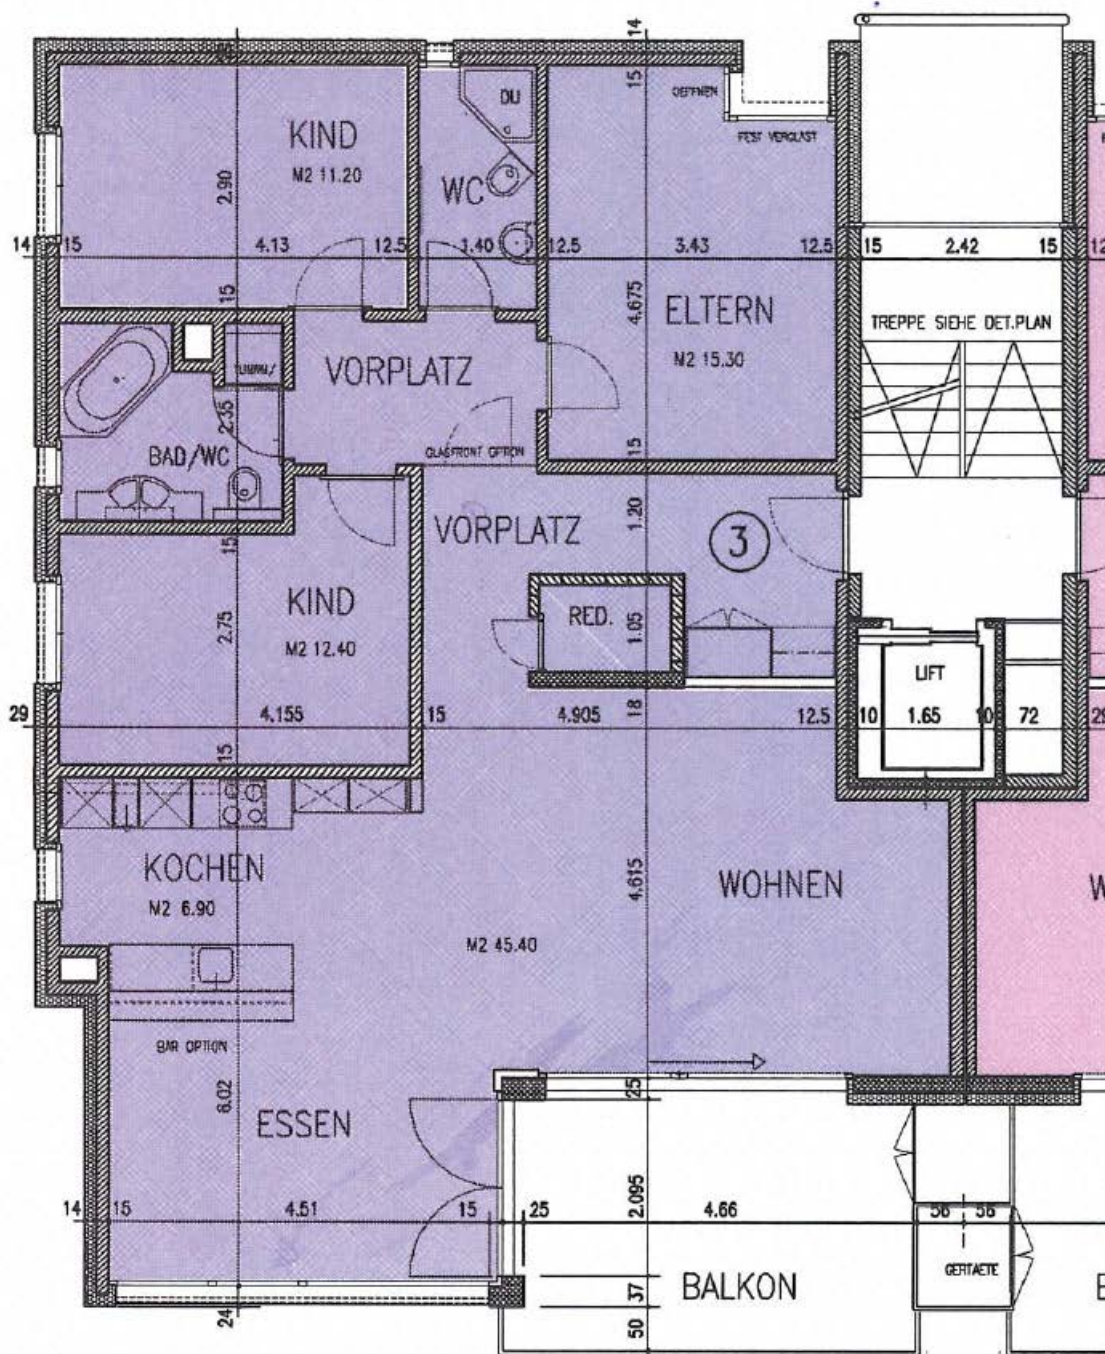 14
15
OEFFNEN
FEST VERGLAST
DU
KIND
M2 11.20
WC
2.90
14
15
4.13
12.5
1.40
12.5
3.43
12.5
15
2.42
15
12
15
4.675
ELTERN
M2 15.30
TREPPE SIEHE DET.PLAN
VORPLATZ
2.35
BAD/WC
GLASFRONT OPTION
15
VORPLATZ
1.20
3
15
KIND
M2 12.40
2.75
RED.
1.05
LIFT
29
4.155
15
4.905
18
12.5
10
1.65
10
72
29
15
KOCHEN
M2 6.90
4.615
WOHNEN
W
M2 45.40
BAR OPTION
6.02
25
ESSEN
2.095
14
15
4.51
15
25
4.66
56
56
GERTAETE
BALKON
37
24
50